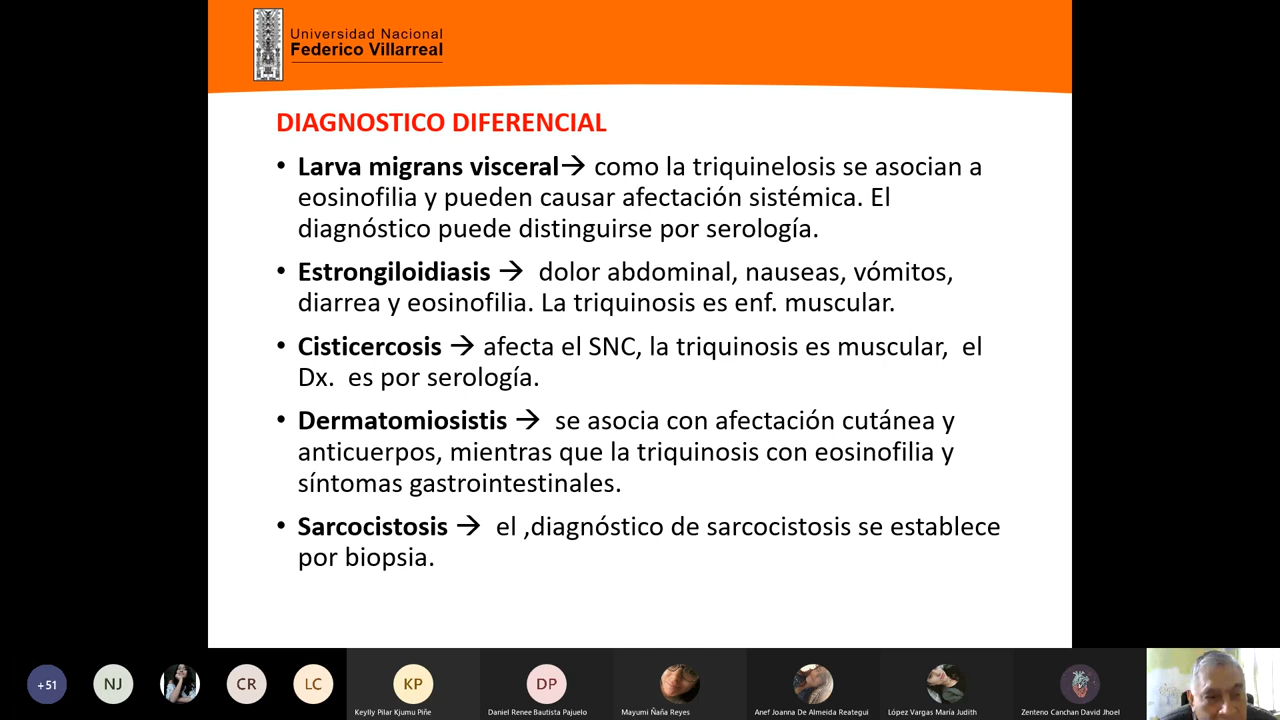 Universidad Nacional
Federico Villarreal
DIAGNOSTICO DIFERENCIAL
• Larva migrans visceral→ como la triquinelosis se asocian a
eosinofilia y pueden causar afectación sistémica. El
diagnóstico puede distinguirse por serología.
• Estrongiloidiasis → dolor abdominal, nauseas, vómitos,
diarrea y eosinofilia. La triquinosis es enf. muscular.
• Cisticercosis → afecta el SNC, la triquinosis es muscular, el
Dx. es por serología.
• Dermatomiosistis → se asocia con afectación cutánea y
anticuerpos, mientras que la triquinosis con eosinofilia y
síntomas gastrointestinales.
• Sarcocistosis → el ,diagnóstico de sarcocistosis se establece
por biopsia.
+51
NJ
CR
LC
KP
DP
Keylly Pilar Kjumu Piñe
Daniel Renee Bautista Pajuelo
Mayumi Ñaña Reyes
Anef Joanna De Almeida Reategui
López Vargas María Judith
Zenteno Canchan David Jhoel